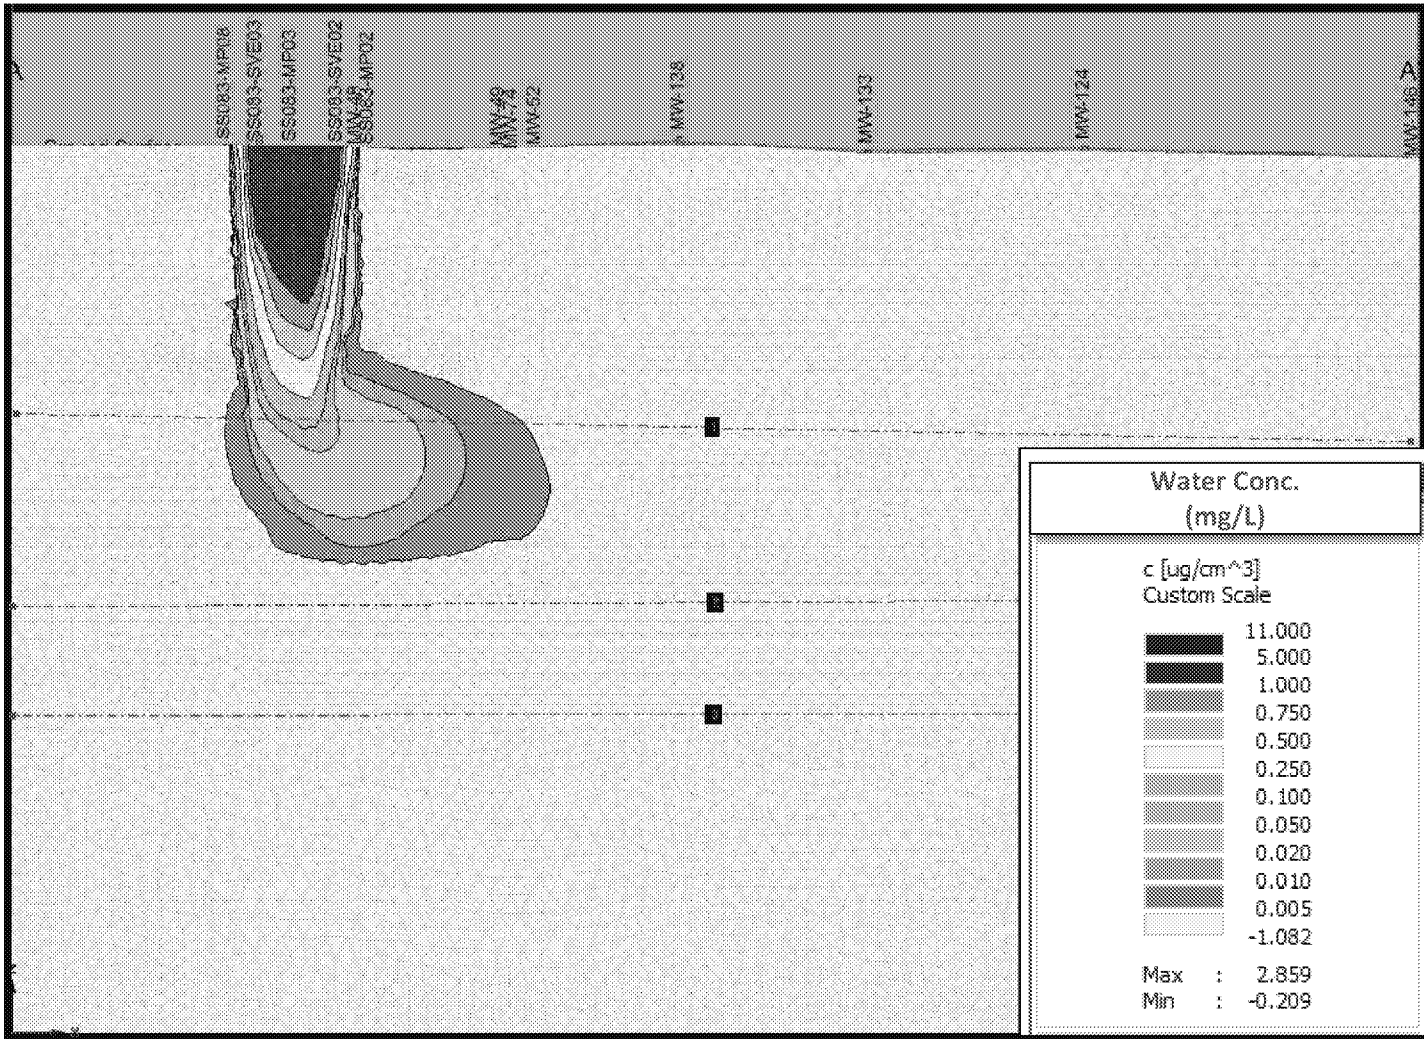 A
A
SS083-MP08
SS083-SVE03
SS083-MP03
SS083-SVE02
SS083-MP02
MW-49
MW-74
MW-52
MW-138
MW-133
MW-124
MW-146
Water Conc.
(mg/L)
c [ug/cm^3]
Custom Scale
11.000
5.000
1.000
0.750
0.500
0.250
0.100
0.050
0.020
0.010
0.005
-1.082
Max : 2.859
Min : -0.209
x